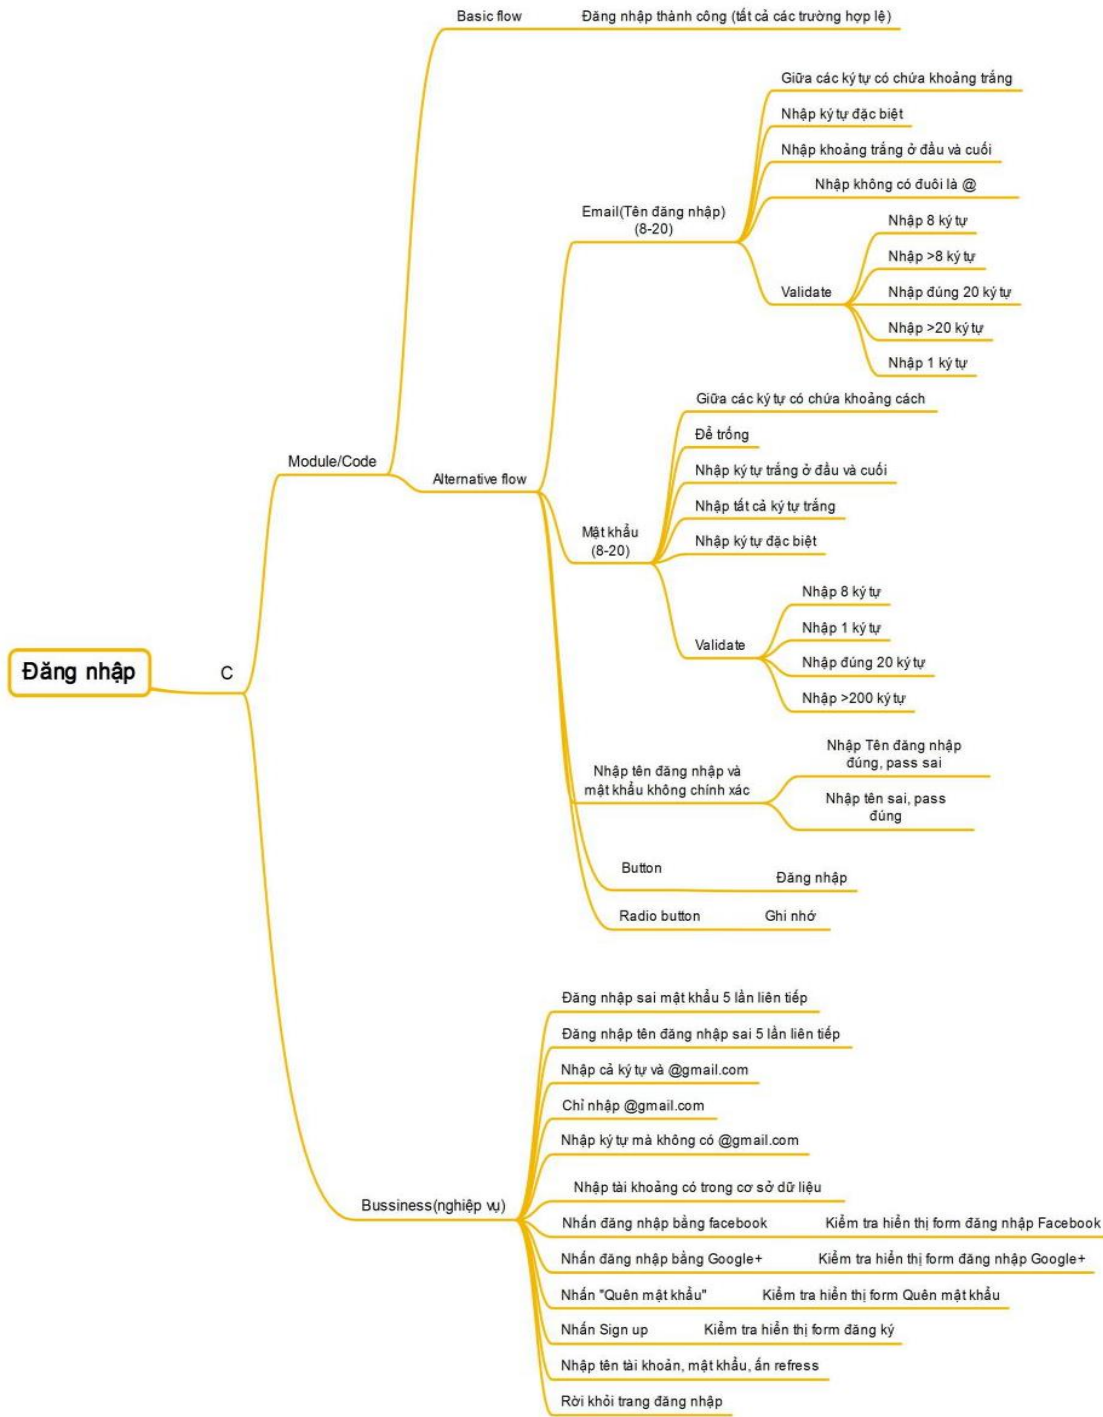 Basic flow
Đăng nhập thành công (tất cả các trường hợp lệ)
Giữa các ký tự có chứa khoảng trắng
Nhập ký tự đặc biệt
Nhập khoảng trắng ở đầu và cuối
Nhập không có đuôi là @
Email(Tên đăng nhập)
(8-20)
Nhập 8 ký tự
Nhập >8 ký tự
Validate
Nhập đúng 20 ký tự
Nhập >20 ký tự
Nhập 1 ký tự
Giữa các ký tự có chứa khoảng cách
Để trống
Module/Code
Alternative flow
Nhập ký tự trắng ở đầu và cuối
Nhập tất cả ký tự trắng
Mật khẩu
(8-20)
Nhập ký tự đặc biệt
Nhập 8 ký tự
Nhập 1 ký tự
Validate
Nhập đúng 20 ký tự
Nhập >200 ký tự
Đăng nhập
C
Nhập tên đăng nhập và
mật khẩu không chính xác
Nhập Tên đăng nhập
đúng, pass sai
Nhập tên sai, pass
đúng
Button
Đăng nhập
Radio button
Ghi nhớ
Đăng nhập sai mật khẩu 5 lần liên tiếp
Đăng nhập tên đăng nhập sai 5 lần liên tiếp
Nhập cả ký tự và @gmail.com
Chỉ nhập @gmail.com
Nhập ký tự mà không có @gmail.com
Nhập tài khoảng có trong cơ sở dữ liệu
Bussiness(nghiệp vụ)
Nhấn đăng nhập bằng facebook
Kiểm tra hiển thị form đăng nhập Facebook
Nhấn đăng nhập bằng Google+
Kiểm tra hiển thị form đăng nhập Google+
Nhấn "Quên mật khẩu"
Kiểm tra hiển thị form Quên mật khẩu
Nhấn Sign up
Kiểm tra hiển thị form đăng ký
Nhập tên tài khoản, mật khẩu, ấn refress
Rời khỏi trang đăng nhập